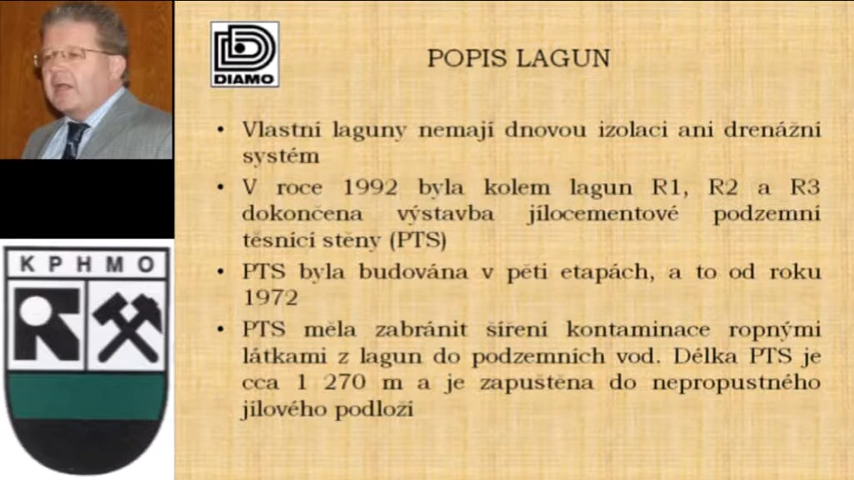 DIAMO
POPIS LAGUN
• Vlastní laguny nemají dnovou izolaci ani drenážní
systém
• V roce 1992 byla kolem lagun R1, R2 a R3
dokončena výstavba jílocementové podzemní
těsnící stěny (PTS)
• PTS byla budována v pěti etapách, a to od roku
1972
• PTS měla zabránit šíření kontaminace ropnými
látkami z lagun do podzemních vod. Délka PTS je
cca 1 270 m a je zapuštěna do nepropustného
jílového podloží
KPHMO